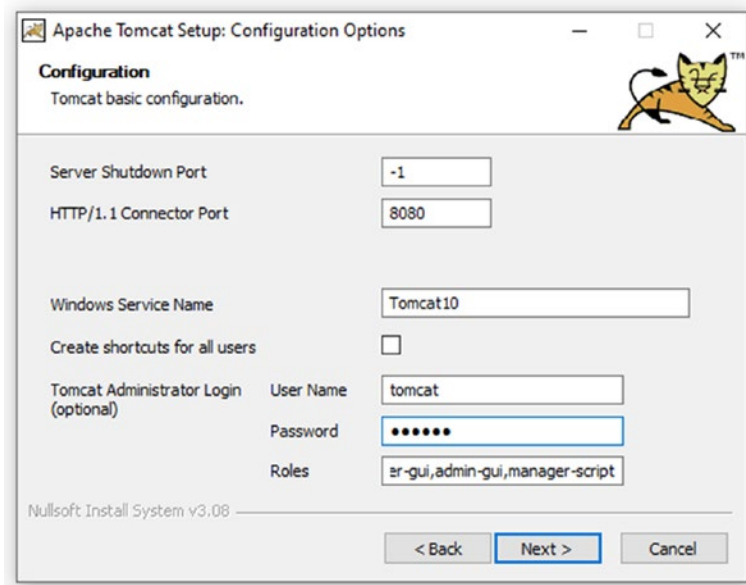 Apache Tomcat Setup: Configuration Options
Configuration
Tomcat basic configuration.
TM
Server Shutdown Port
-1
HTTP/1.1 Connector Port
8080
Windows Service Name
Tomcat10
Create shortcuts for all users
Tomcat Administrator Login
(optional)
User Name
tomcat
Password
••••••
Roles
er-gui,admin-gui,manager-script
Nullsoft Install System v3.08
< Back
Next >
Cancel